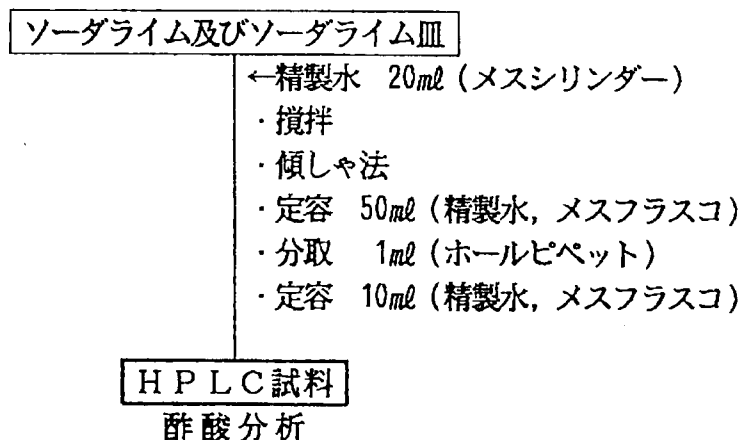 ソーダライム及びソーダライム皿
←精製水 20㎖(メスシリンダー)
・撹拌
・傾しゃ法
・定容 50㎖(精製水,メスフラスコ)
・分取 1㎖(ホールピペット)
・定容 10㎖(精製水,メスフラスコ)
HPLC試料
酢酸分析